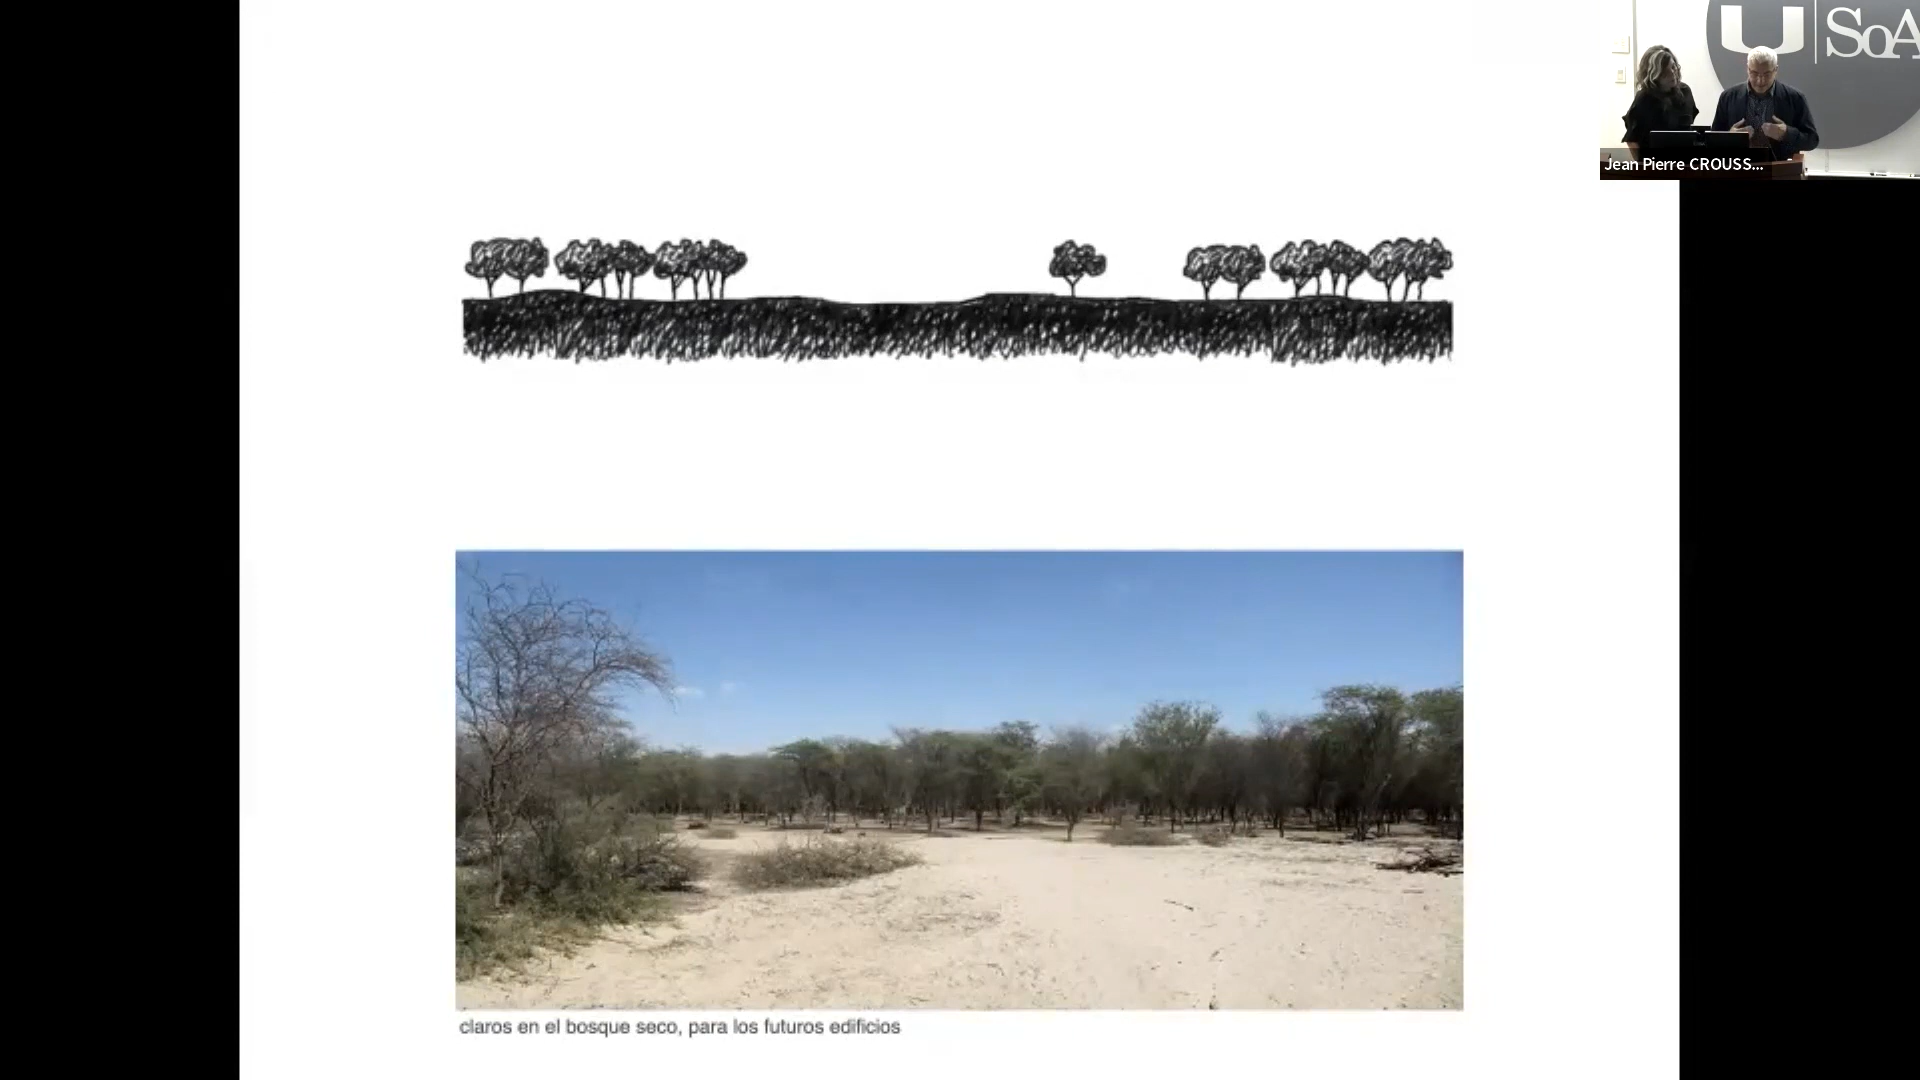 U SoA
Jean Pierre CROUSS...
claros en el bosque seco, para los futuros edificios